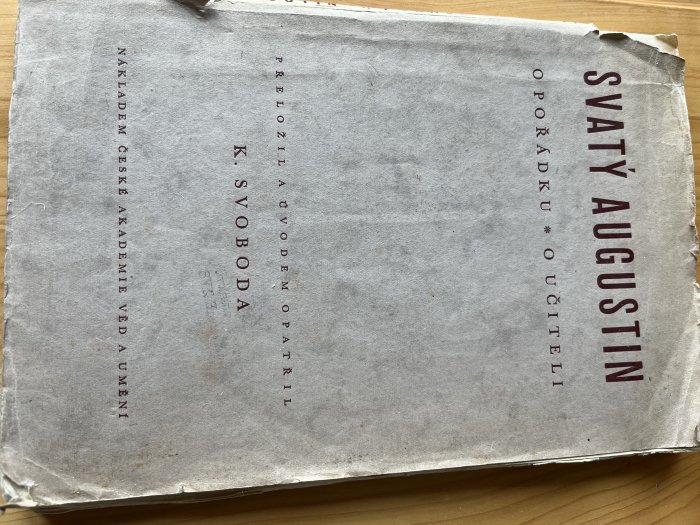 SVATÝ AUGUSTIN
O POŘÁDKU * O UČITELI
PŘELOŽIL A ÚVODEM OPATŘIL
K. SVOBODA
NÁKLADEM ČESKÉ AKADEMIE VĚD A UMĚNÍ